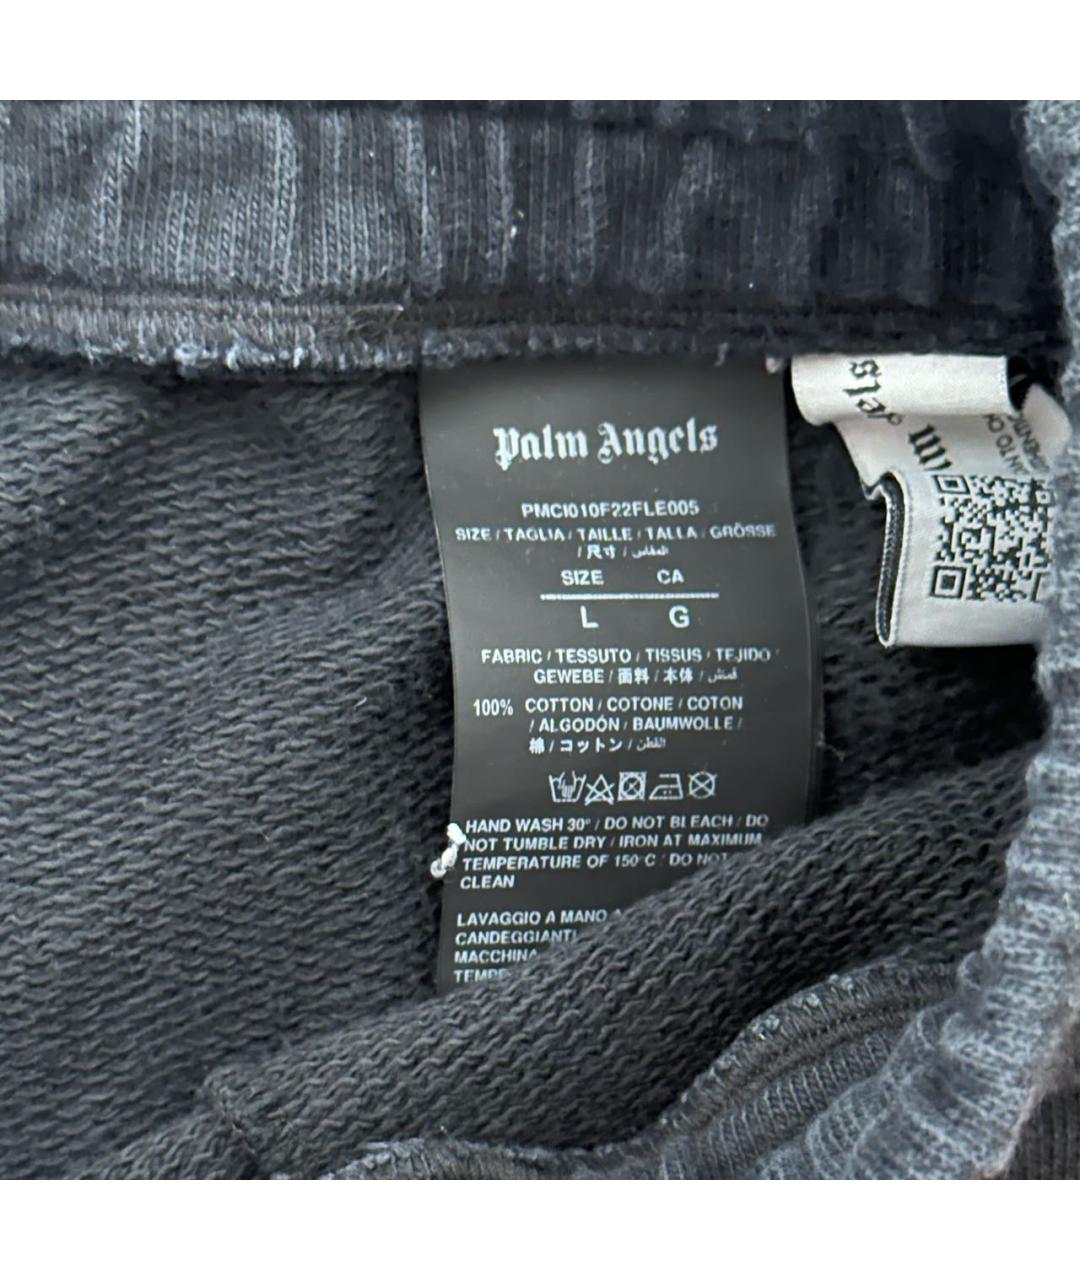 Palm Angels
PMCI010F22FLE005
SIZE / TAGLIA / TAILLE / TALLA / GRÖSSE
/ 尺寸 / المقاس
SIZE CA
L G
FABRIC / TESSUTO / TISSUS / TEJIDO /
GEWEBE / 面料 / 本体 / قماش
100% COTTON / COTONE / COTON
/ ALGODÓN / BAUMWOLLE /
棉 / コットン / القطن
HAND WASH 30° / DO NOT BLEACH / DO
NOT TUMBLE DRY / IRON AT MAXIMUM
TEMPERATURE OF 150°C / DO NOT
CLEAN
LAVAGGIO A MANO
CANDEGGIANTI
MACCHINA